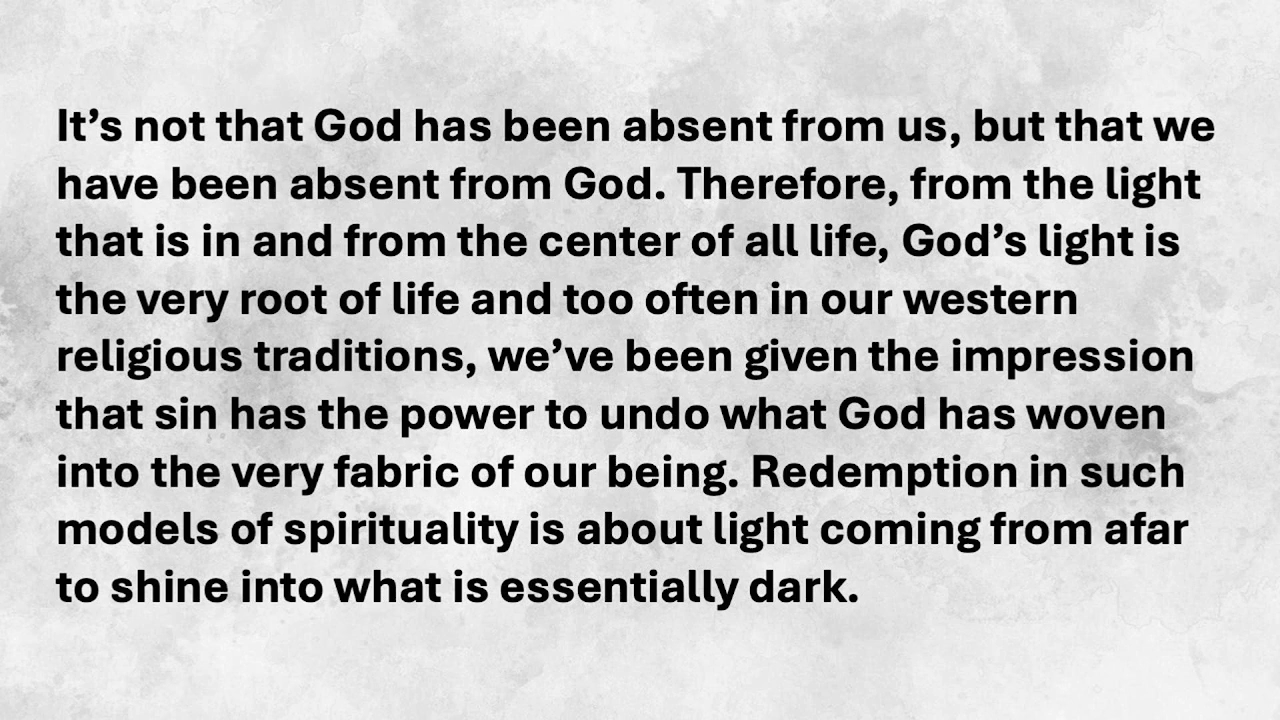 It’s not that God has been absent from us, but that we
have been absent from God. Therefore, from the light
that is in and from the center of all life, God’s light is
the very root of life and too often in our western
religious traditions, we’ve been given the impression
that sin has the power to undo what God has woven
into the very fabric of our being. Redemption in such
models of spirituality is about light coming from afar
to shine into what is essentially dark.